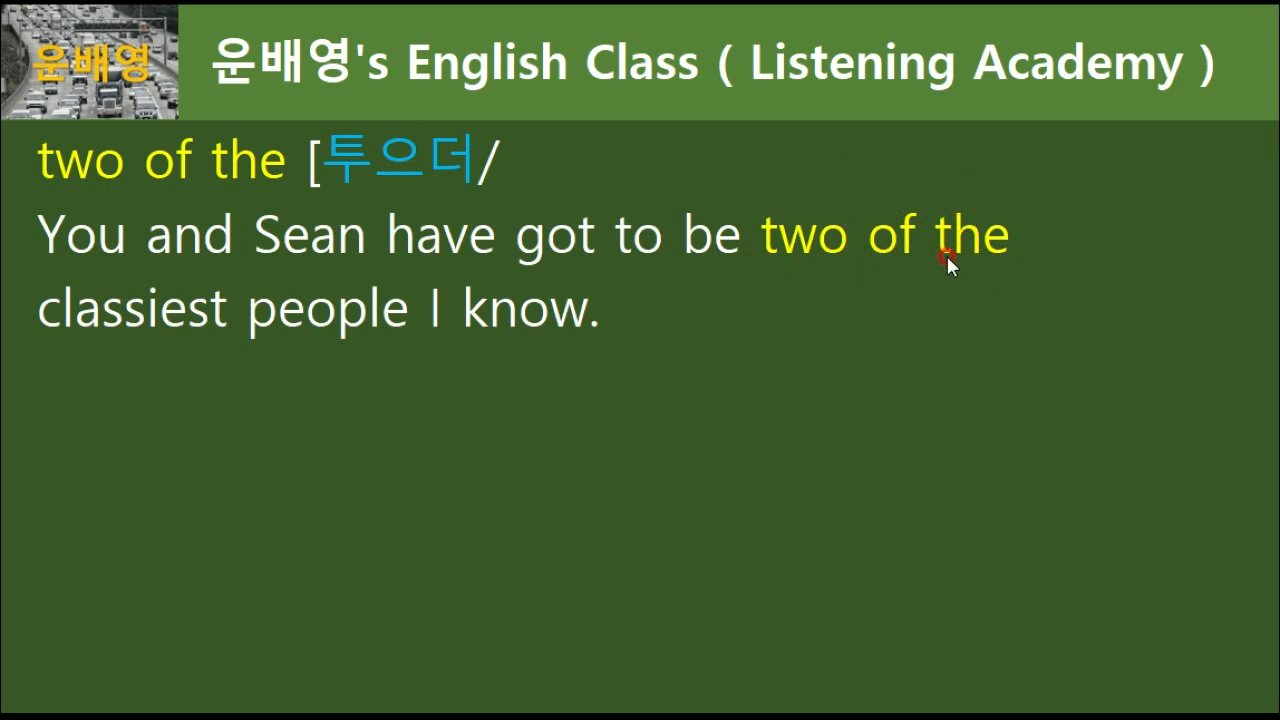 운배영
운배영's English Class ( Listening Academy )
two of the [투으더/
You and Sean have got to be two of the
classiest people I know.